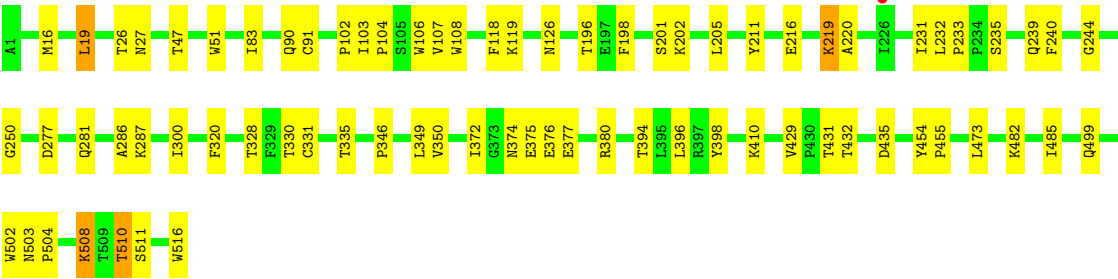 A1 M16 L19 T26 N27 T47 W51 I83 Q90 C91 P102 I103 P104 S105 W106 V107 W108 F118 K119 N126 T196 E197 F198 S201 K202 L205 Y211 E216 K219 A220 I226 I231 L232 P233 P234 S235 Q239 F240 G244
G250 D277 Q281 A286 K287 I300 F320 T328 F329 T330 C331 T335 P346 L349 V350 I372 G373 N374 E375 E376 E377 R380 T394 L395 L396 R397 Y398 K410 V429 P430 T431 T432 D435 Y454 P455 L473 K482 I485 Q499
W502 N503 P504 K508 T509 T510 S511 W516